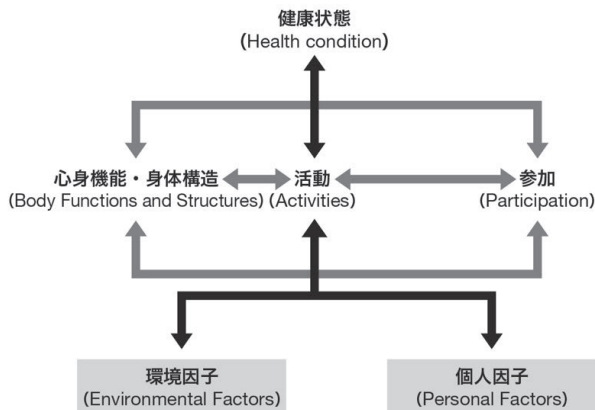 健康状態
(Health condition)
心身機能・身体構造
(Body Functions and Structures)
活動
(Activities)
参加
(Participation)
環境因子
(Environmental Factors)
個人因子
(Personal Factors)